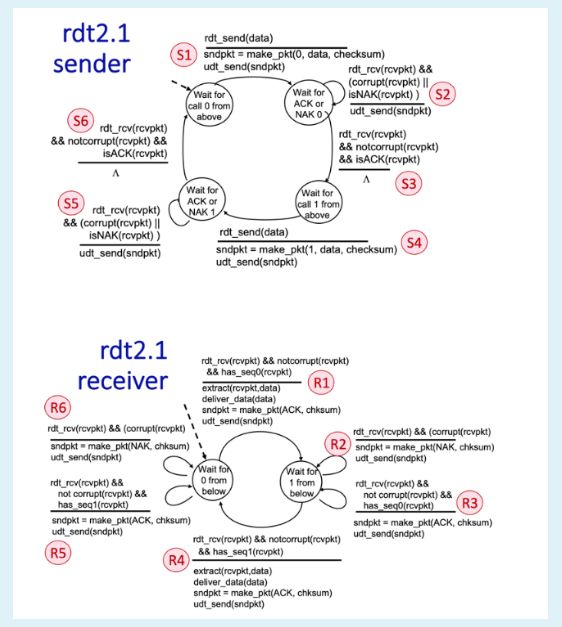 rdt2.1
sender
S1
rdt_send(data)
sndpkt = make_pkt(0, data, checksum)
udt_send(sndpkt)
Wait for
call 0 from
above
Wait for
ACK or
NAK 0
rdt_rcv(rcvpkt) &&
(corrupt(rcvpkt) ||
isNAK(rcvpkt) )
udt_send(sndpkt)
S2
S6
rdt_rcv(rcvpkt)
&& notcorrupt(rcvpkt) &&
isACK(rcvpkt)
Λ
rdt_rcv(rcvpkt)
&& notcorrupt(rcvpkt)
&& isACK(rcvpkt)
Λ
S3
S5
rdt_rcv(rcvpkt)
&& (corrupt(rcvpkt) ||
isNAK(rcvpkt) )
udt_send(sndpkt)
Wait for
ACK or
NAK 1
Wait for
call 1 from
above
rdt_send(data)
sndpkt = make_pkt(1, data, checksum)
udt_send(sndpkt)
S4
rdt2.1
receiver
rdt_rcv(rcvpkt) && notcorrupt(rcvpkt)
&& has_seq0(rcvpkt)
extract(rcvpkt,data)
deliver_data(data)
sndpkt = make_pkt(ACK, chksum)
udt_send(sndpkt)
R1
R6
rdt_rcv(rcvpkt) && (corrupt(rcvpkt)
sndpkt = make_pkt(NAK, chksum)
udt_send(sndpkt)
R2
rdt_rcv(rcvpkt) && (corrupt(rcvpkt)
sndpkt = make_pkt(NAK, chksum)
udt_send(sndpkt)
Wait for
0 from
below
Wait for
1 from
below
rdt_rcv(rcvpkt) &&
not corrupt(rcvpkt) &&
has_seq1(rcvpkt)
sndpkt = make_pkt(ACK, chksum)
udt_send(sndpkt)
R5
rdt_rcv(rcvpkt) &&
not corrupt(rcvpkt) &&
has_seq0(rcvpkt)
sndpkt = make_pkt(ACK, chksum)
udt_send(sndpkt)
R3
rdt_rcv(rcvpkt) && notcorrupt(rcvpkt)
&& has_seq1(rcvpkt)
R4
extract(rcvpkt,data)
deliver_data(data)
sndpkt = make_pkt(ACK, chksum)
udt_send(sndpkt)